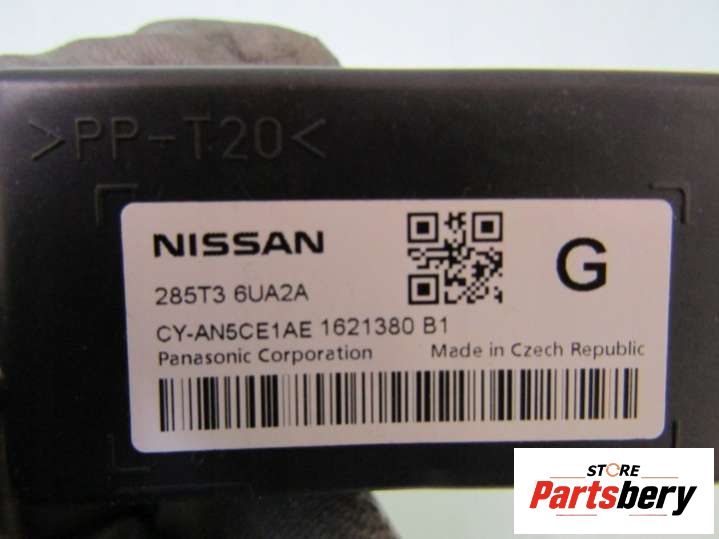 >PP-T20<
NISSAN
G
285T3 6UA2A
CY-AN5CE1AE 1621380 B1
Panasonic Corporation Made in Czech Republic
STORE
Partsbery